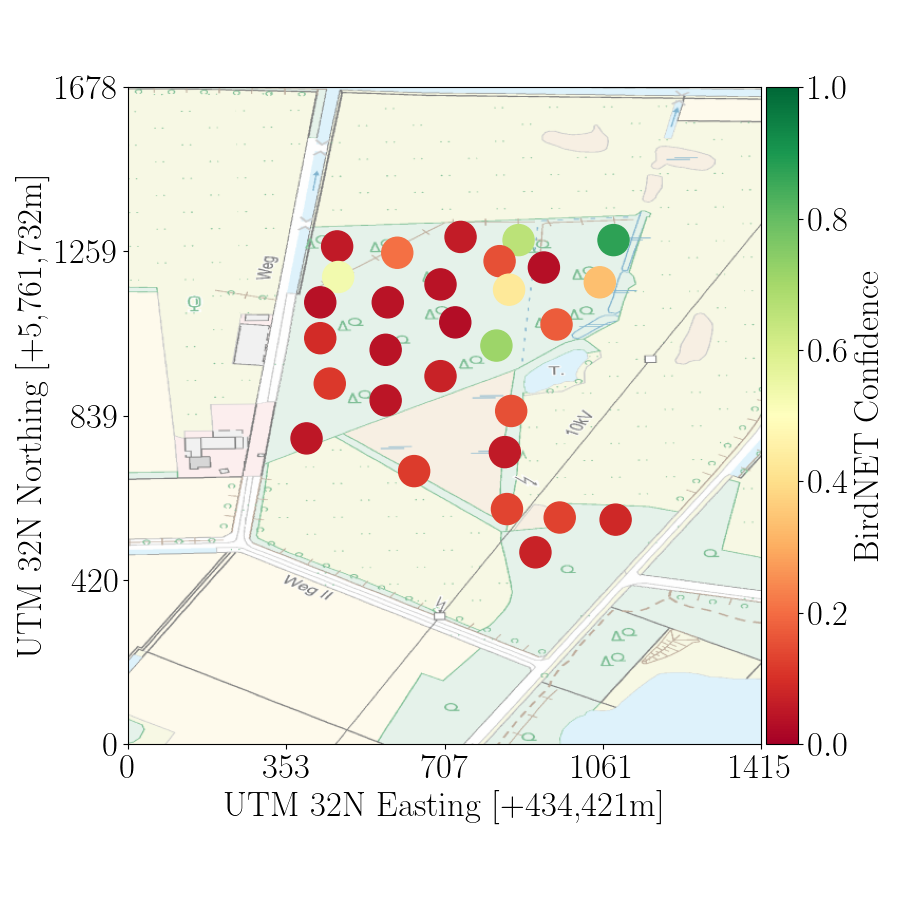 1678
1259
839
420
0
UTM 32N Northing [+5,761,732m]
0
353
707
1061
1415
UTM 32N Easting [+434,421m]
1.0
0.8
0.6
0.4
0.2
0.0
BirdNET Confidence
Weg
T.
10kV
Weg II
W